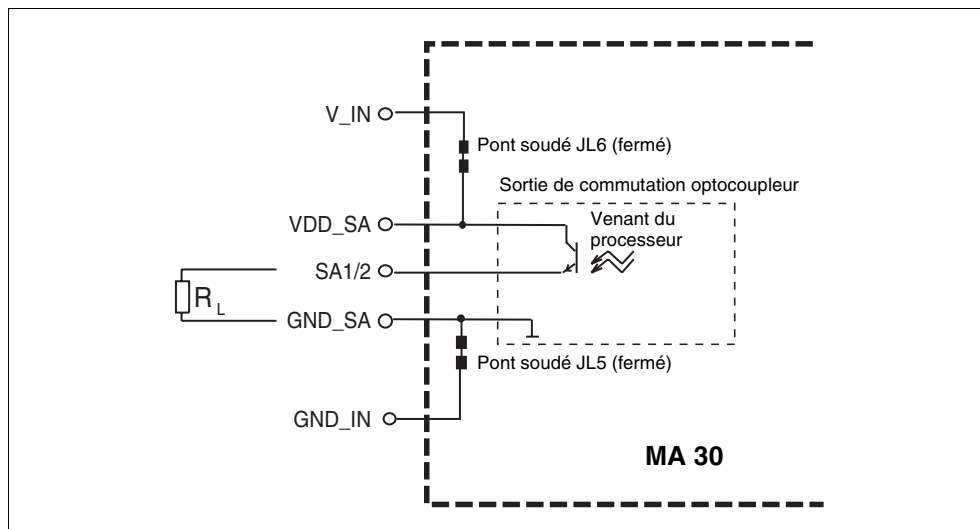 V_IN
Pont soudé JL6 (fermé)
Sortie de commutation optocoupleur
VDD_SA
Venant du
processeur
SA1/2
RL
GND_SA
Pont soudé JL5 (fermé)
GND_IN
MA 30